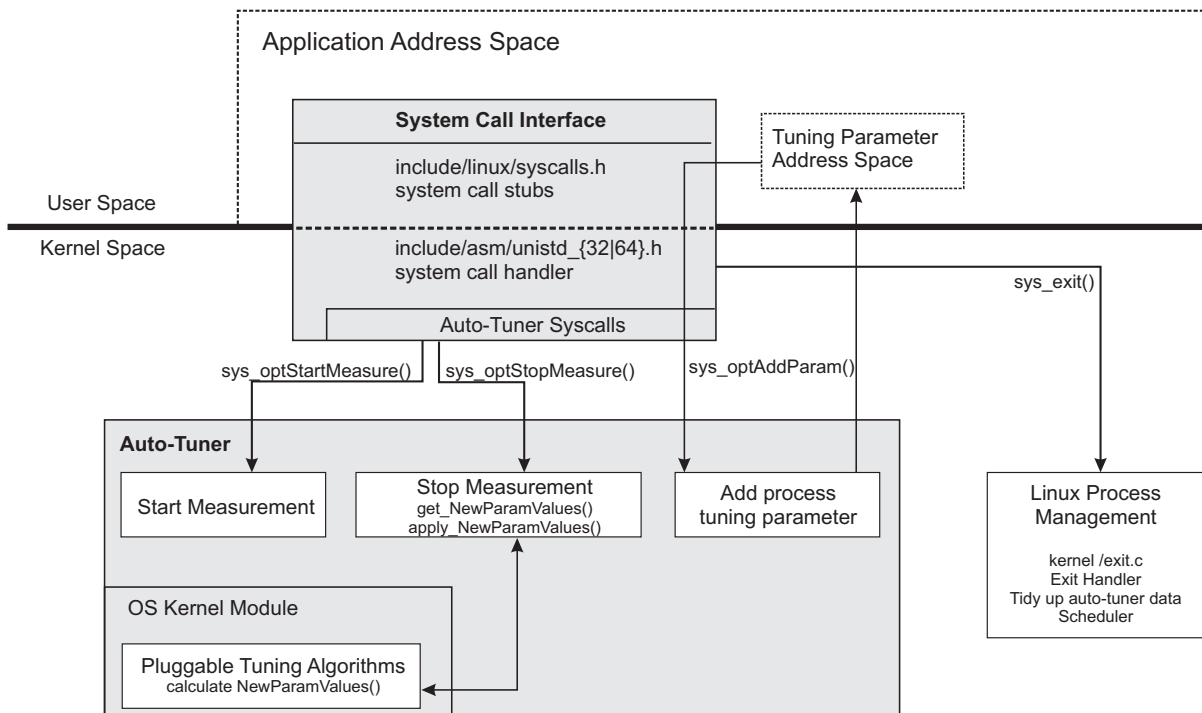 Application Address Space
System Call Interface
include/linux/syscalls.h
system call stubs
Tuning Parameter
Address Space
User Space
Kernel Space
include/asm/unistd_{32|64}.h
system call handler
sys_exit()
Auto-Tuner Syscalls
sys_optStartMeasure()
sys_optStopMeasure()
sys_optAddParam()
Auto-Tuner
Start Measurement
Stop Measurement
get_NewParamValues()
apply_NewParamValues()
Add process
tuning parameter
Linux Process
Management
kernel /exit.c
Exit Handler
Tidy up auto-tuner data
Scheduler
OS Kernel Module
Pluggable Tuning Algorithms
calculate NewParamValues()